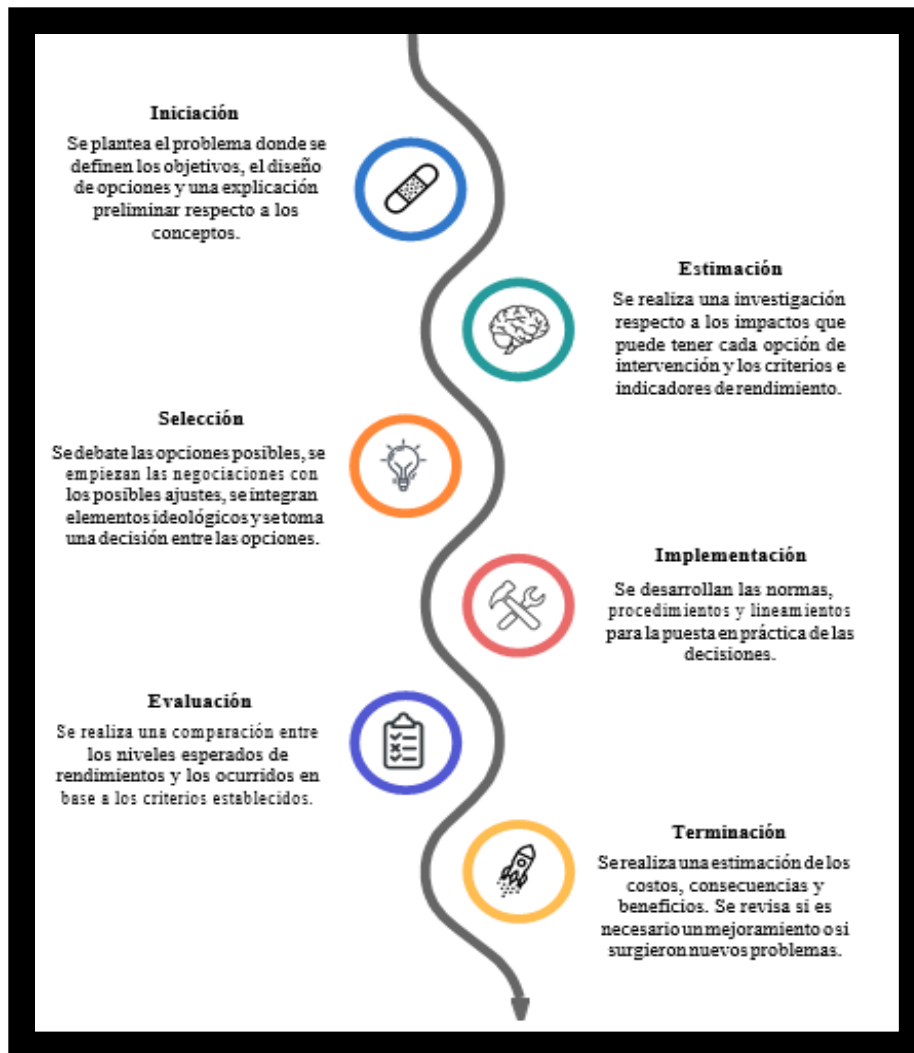 Iniciación
Se plantea el problema donde se
definen los objetivos, el diseño
de opciones y una explicación
preliminar respecto a los
conceptos.
Estimación
Se realiza una investigación
respecto a los impactos que
puede tener cada opción de
intervención y los criterios e
indicadores de rendimiento.
Selección
Se debate las opciones posibles, se
empiezan las negociaciones con
los posibles ajustes, se integran
elementos ideológicos y se toma
una decisión entre las opciones.
Implementación
Se desarrollan las normas,
procedimientos y lineamientos
para la puesta en práctica de las
decisiones.
Evaluación
Se realiza una comparación entre
los niveles esperados de
rendimientos y los ocurridos en
base a los criterios establecidos.
Terminación
Se realiza una estimación de los
costos, consecuencias y
beneficios. Se revisa si es
necesario un mejoramiento o si
surgieron nuevos problemas.